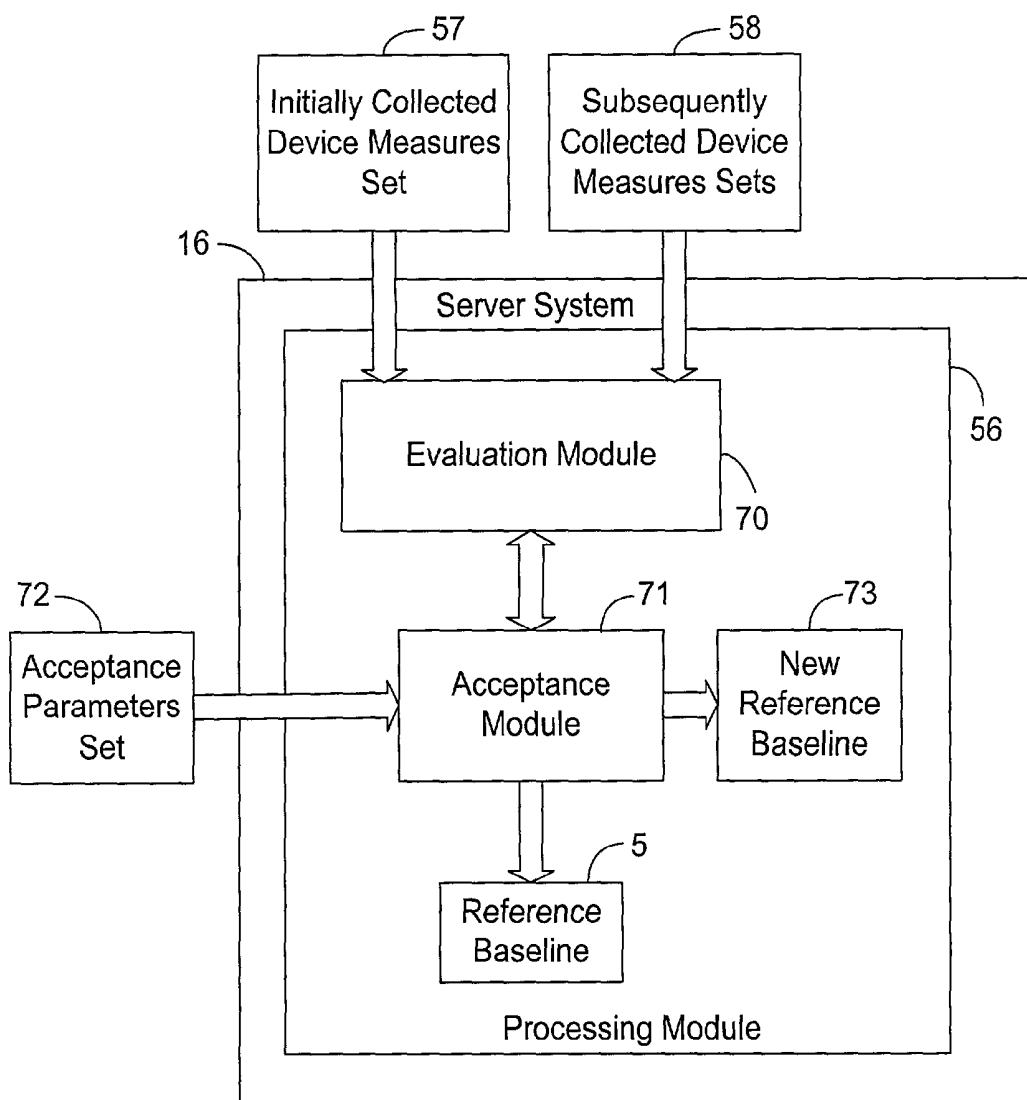 57
58
Initially Collected
Device Measures
Set
Subsequently
Collected Device
Measures Sets
16
Server System
56
Evaluation Module
70
72
71
73
Acceptance
Parameters
Set
Acceptance
Module
New
Reference
Baseline
5
Reference
Baseline
Processing Module